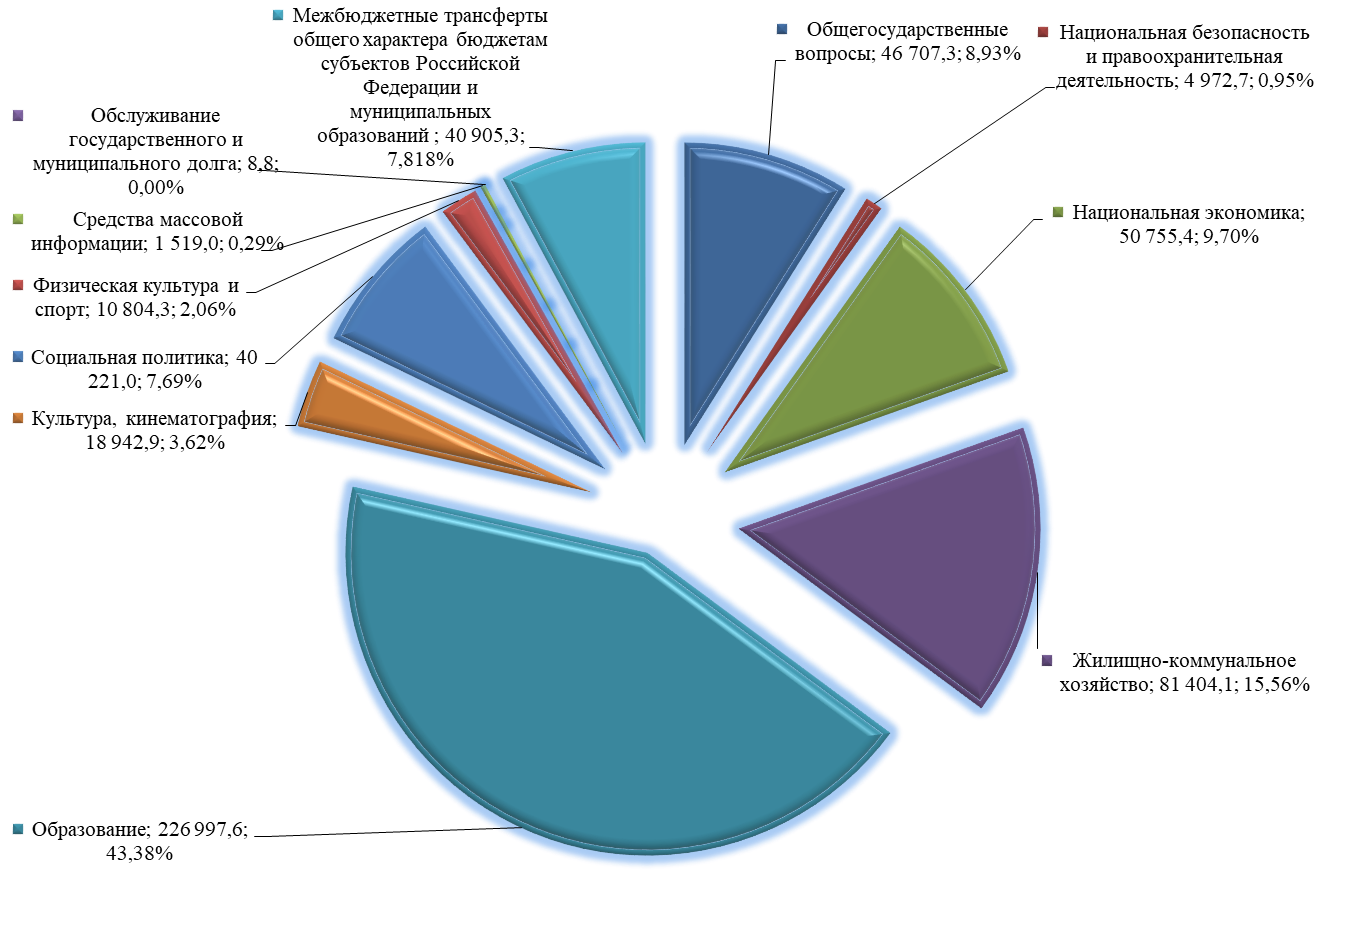 Межбюджетные трансферты
общего характера бюджетам
субъектов Российской
Федерации и
муниципальных
образований ; 40 905,3;
7,818%
Общегосударственные
вопросы; 46 707,3; 8,93%
Национальная безопасность
и правоохранительная
деятельность; 4 972,7; 0,95%
Обслуживание
государственного и
муниципального долга; 8,8;
0,00%
Национальная экономика;
50 755,4; 9,70%
Средства массовой
информации; 1 519,0; 0,29%
Физическая культура и
спорт; 10 804,3; 2,06%
Социальная политика; 40
221,0; 7,69%
Культура, кинематография;
18 942,9; 3,62%
Жилищно-коммунальное
хозяйство; 81 404,1; 15,56%
Образование; 226 997,6;
43,38%